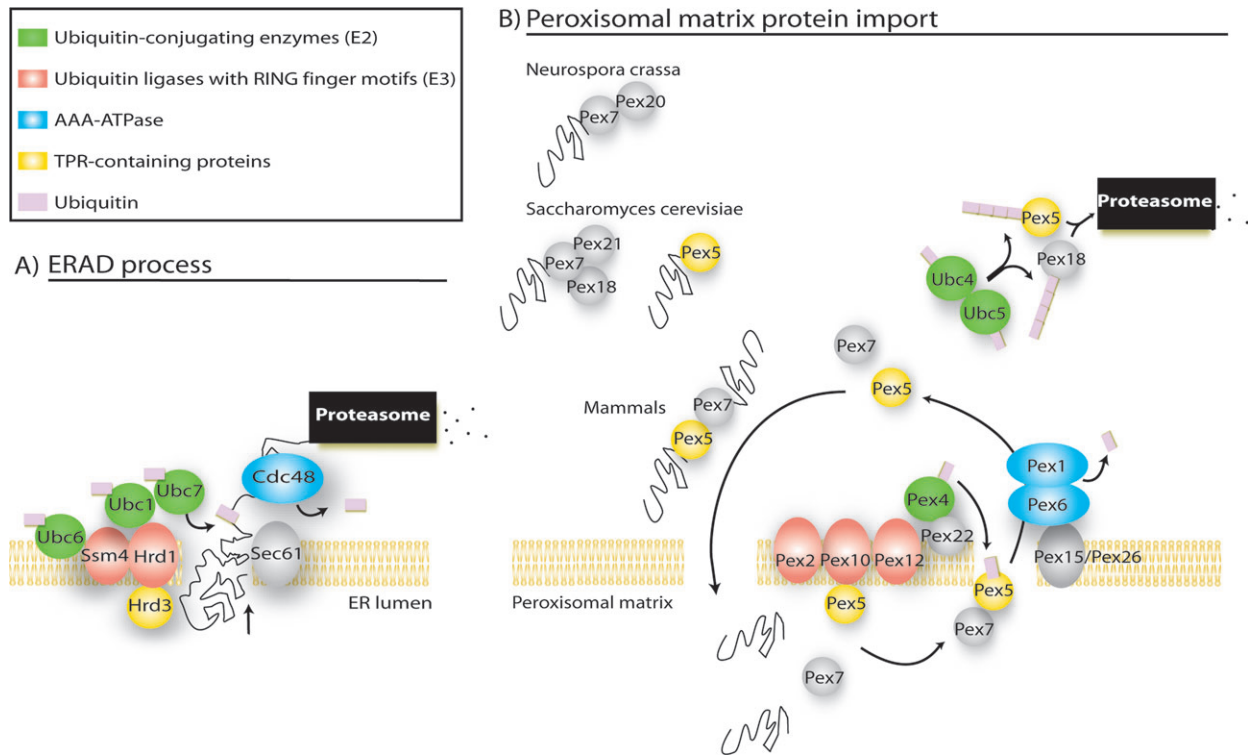 Ubiquitin-conjugating enzymes (E2)
Ubiquitin ligases with RING finger motifs (E3)
AAA-ATPase
TPR-containing proteins
Ubiquitin
A) ERAD process
Proteasome
Cdc48
Ubc7
Ubc1
Ubc6
Ssm4
Hrd1
Sec61
Hrd3
ER lumen
B) Peroxisomal matrix protein import
Neurospora crassa
Pex20
Pex7
Saccharomyces cerevisiae
Pex21
Pex7
Pex18
Pex5
Mammals
Pex7
Pex5
Proteasome
Pex5
Pex18
Ubc4
Ubc5
Pex7
Pex5
Pex1
Pex6
Pex15/Pex26
Pex4
Pex22
Pex2
Pex10
Pex12
Pex5
Pex5
Pex7
Peroxisomal matrix
Pex7